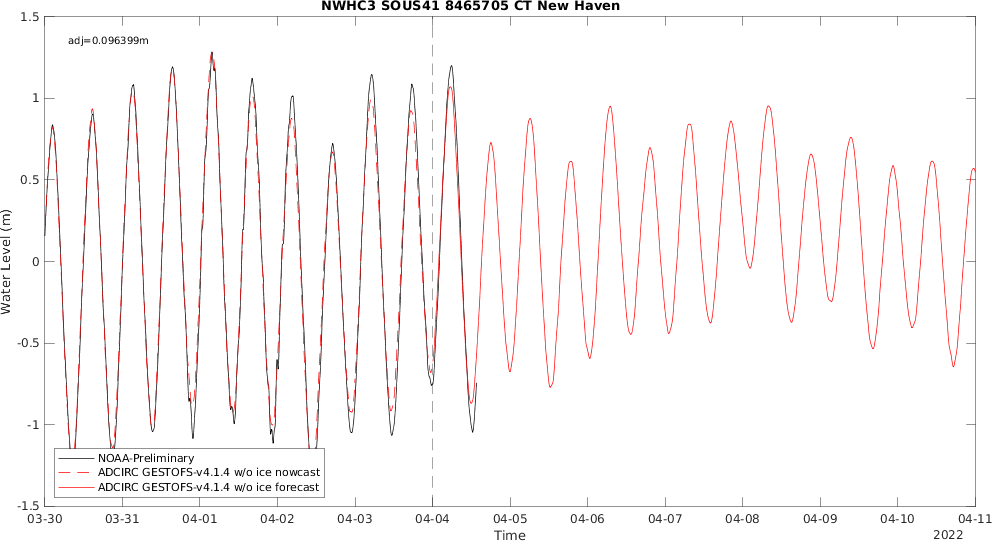 NWHC3 SOUS41 8465705 CT New Haven
adj=0.096399m
1.5
1
0.5
0
-0.5
-1
-1.5
Water Level (m)
NOAA-Preliminary
ADCIRC GESTOFS-v4.1.4 w/o ice nowcast
ADCIRC GESTOFS-v4.1.4 w/o ice forecast
03-30 03-31 04-01 04-02 04-03 04-04 04-05 04-06 04-07 04-08 04-09 04-10 04-11
Time
2022